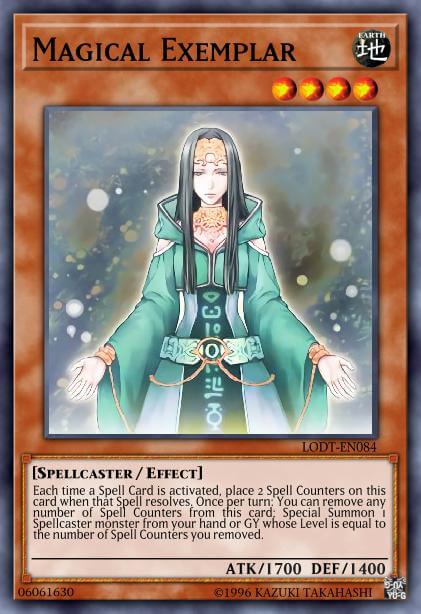 Magical Exemplar
EARTH
地
LODT-EN084
[Spellcaster / Effect]
Each time a Spell Card is activated, place 2 Spell Counters on this
card when that Spell resolves. Once per turn: You can remove any
number of Spell Counters from this card; Special Summon 1
Spellcaster monster from your hand or GY whose Level is equal to
the number of Spell Counters you removed.
ATK/1700 DEF/1400
06061630
©1996 KAZUKI TAKAHASHI